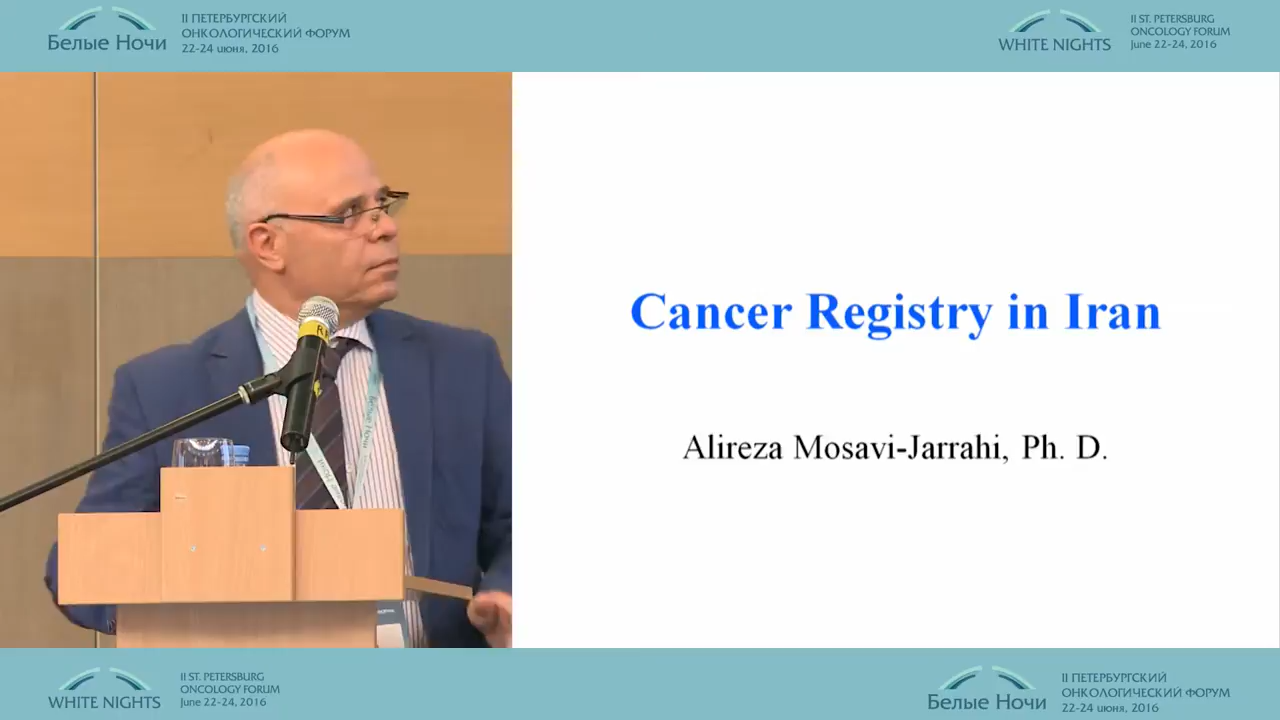 Белые Ночи
II ПЕТЕРБУРГСКИЙ
ОНКОЛОГИЧЕСКИЙ ФОРУМ
22-24 июня, 2016
WHITE NIGHTS
II ST. PETERSBURG
ONCOLOGY FORUM
June 22-24, 2016
Cancer Registry in Iran
Alireza Mosavi-Jarrahi, Ph. D.
WHITE NIGHTS
II ST. PETERSBURG
ONCOLOGY FORUM
June 22-24, 2016
Белые Ночи
II ПЕТЕРБУРГСКИЙ
ОНКОЛОГИЧЕСКИЙ ФОРУМ
22-24 июня, 2016